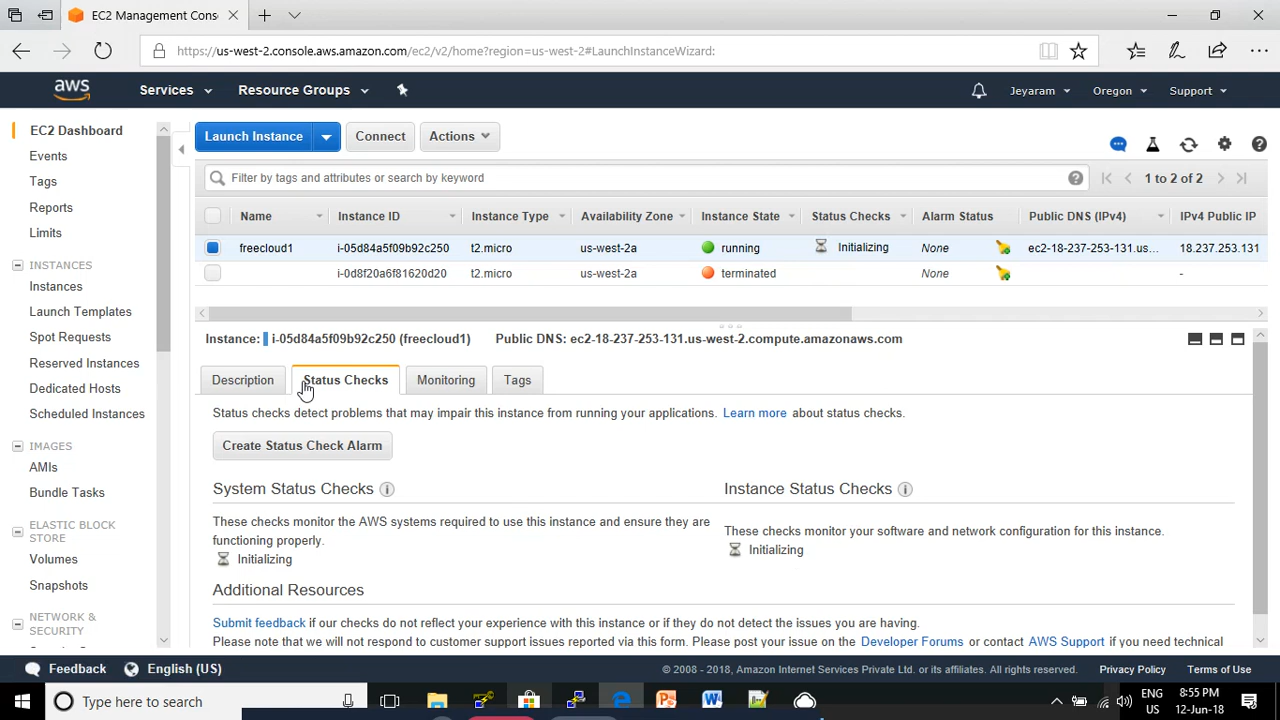 EC2 Management Cons
https://us-west-2.console.aws.amazon.com/ec2/v2/home?region=us-west-2#LaunchInstanceWizard:
aws
Services
Resource Groups
Jeyaram
Oregon
Support
EC2 Dashboard
Events
Tags
Reports
Limits
INSTANCES
Instances
Launch Templates
Spot Requests
Reserved Instances
Dedicated Hosts
Scheduled Instances
IMAGES
AMIs
Bundle Tasks
ELASTIC BLOCK
STORE
Volumes
Snapshots
NETWORK &
SECURITY
Launch Instance
Connect
Actions
Filter by tags and attributes or search by keyword
1 to 2 of 2
Name Instance ID Instance Type Availability Zone Instance State Status Checks Alarm Status Public DNS (IPv4) IPv4 Public IP
freecloud1 i-05d84a5f09b92c250 t2.micro us-west-2a running Initializing None ec2-18-237-253-131.us... 18.237.253.131
i-0d8f20a6f81620d20 t2.micro us-west-2a terminated None -
Instance: i-05d84a5f09b92c250 (freecloud1) Public DNS: ec2-18-237-253-131.us-west-2.compute.amazonaws.com
Description
Status Checks
Monitoring
Tags
Status checks detect problems that may impair this instance from running your applications. Learn more about status checks.
Create Status Check Alarm
System Status Checks
These checks monitor the AWS systems required to use this instance and ensure they are
functioning properly.
Initializing
Instance Status Checks
These checks monitor your software and network configuration for this instance.
Initializing
Additional Resources
Submit feedback if our checks do not reflect your experience with this instance or if they do not detect the issues you are having.
Please note that we will not respond to customer support issues reported via this form. Please post your issue on the Developer Forums or contact AWS Support if you need technical
Feedback
English (US)
© 2008 - 2018, Amazon Internet Services Private Ltd. or its affiliates. All rights reserved.
Privacy Policy
Terms of Use
Type here to search
ENG
US
8:55 PM
12-Jun-18